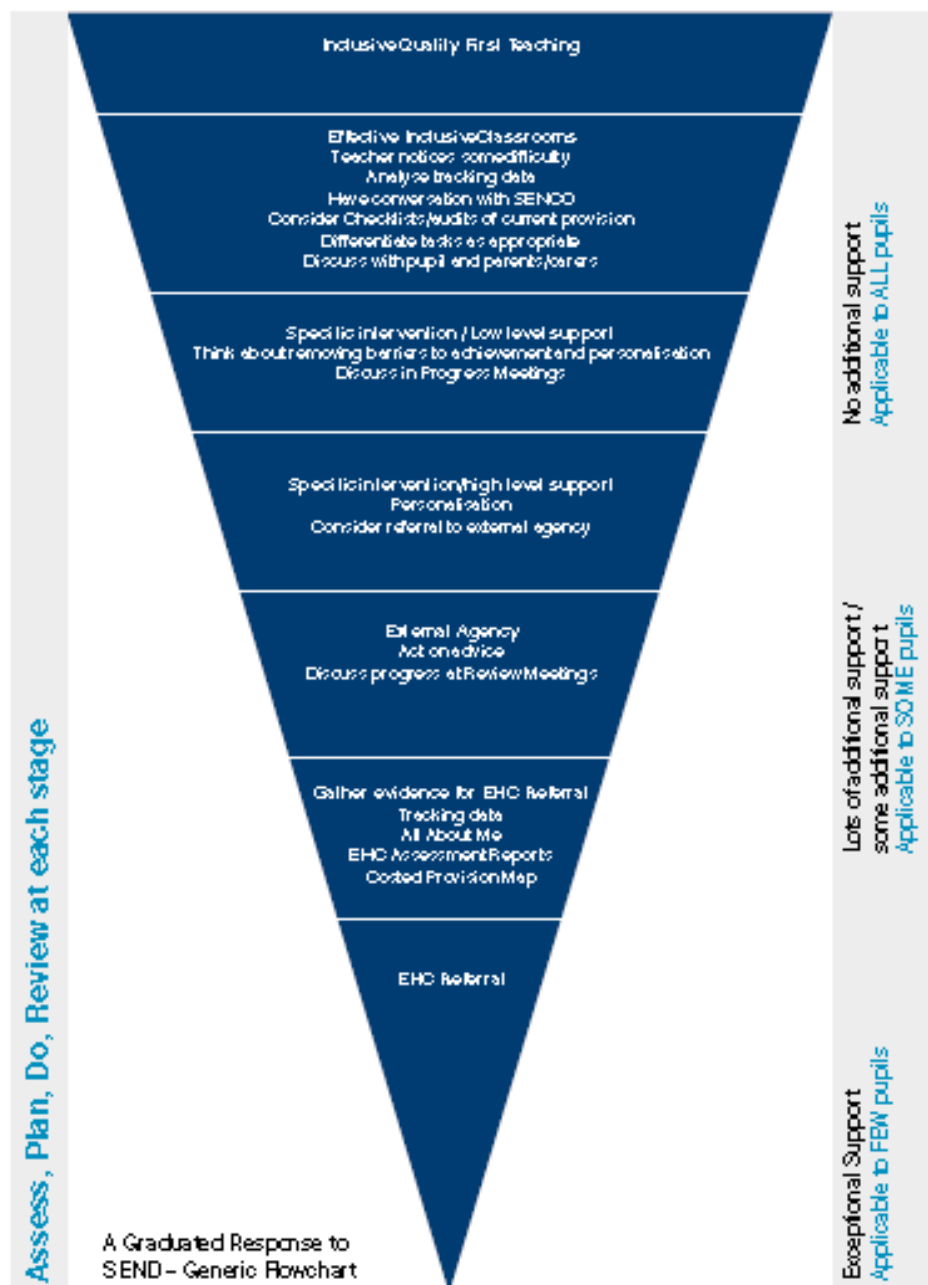 Inclusive Quality First Teaching
Effective Inclusive Classrooms
Teacher notices some difficulty
Analyse tracking data
Have conversation with SENCO
Consider Checklists/audits of current provision
Differentiate tasks as appropriate
Discuss with pupil and parents/carers
Specific intervention / Low level support
Think about removing barriers to achievement and personalisation
Discuss in Progress Meetings
Specific intervention/high level support
Personalisation
Consider referral to external agency
External Agency
Act on advice
Discuss progress at Review Meetings
Gather evidence for EHC Referral
Tracking data
All About Me
EHC Assessment Reports
Costed Provision Map
EHC Referral
Assess, Plan, Do, Review at each stage
No additional support
Applicable to ALL pupils
Lots of additional support /
some additional support
Applicable to SOME pupils
Exceptional Support
Applicable to FEW pupils
A Graduated Response to
SEND – Generic Flowchart